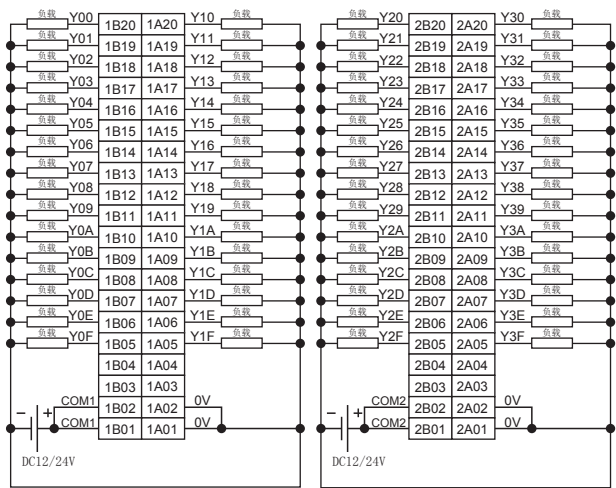 负载 Y00 1B20 1A20 Y10 负载 负载 Y20 2B20 2A20 Y30 负载
负载 Y01 1B19 1A19 Y11 负载 负载 Y21 2B19 2A19 Y31 负载
负载 Y02 1B18 1A18 Y12 负载 负载 Y22 2B18 2A18 Y32 负载
负载 Y03 1B17 1A17 Y13 负载 负载 Y23 2B17 2A17 Y33 负载
负载 Y04 1B16 1A16 Y14 负载 负载 Y24 2B16 2A16 Y34 负载
负载 Y05 1B15 1A15 Y15 负载 负载 Y25 2B15 2A15 Y35 负载
负载 Y06 1B14 1A14 Y16 负载 负载 Y26 2B14 2A14 Y36 负载
负载 Y07 1B13 1A13 Y17 负载 负载 Y27 2B13 2A13 Y37 负载
负载 Y08 1B12 1A12 Y18 负载 负载 Y28 2B12 2A12 Y38 负载
负载 Y09 1B11 1A11 Y19 负载 负载 Y29 2B11 2A11 Y39 负载
负载 Y0A 1B10 1A10 Y1A 负载 负载 Y2A 2B10 2A10 Y3A 负载
负载 Y0B 1B09 1A09 Y1B 负载 负载 Y2B 2B09 2A09 Y3B 负载
负载 Y0C 1B08 1A08 Y1C 负载 负载 Y2C 2B08 2A08 Y3C 负载
负载 Y0D 1B07 1A07 Y1D 负载 负载 Y2D 2B07 2A07 Y3D 负载
负载 Y0E 1B06 1A06 Y1E 负载 负载 Y2E 2B06 2A06 Y3E 负载
负载 Y0F 1B05 1A05 Y1F 负载 负载 Y2F 2B05 2A05 Y3F 负载
1B04 1A04 2B04 2A04
1B03 1A03 2B03 2A03
− + COM1 1B02 1A02 0V − + COM2 2B02 2A02 0V
COM1 1B01 1A01 0V COM2 2B01 2A01 0V
DC12/24V DC12/24V